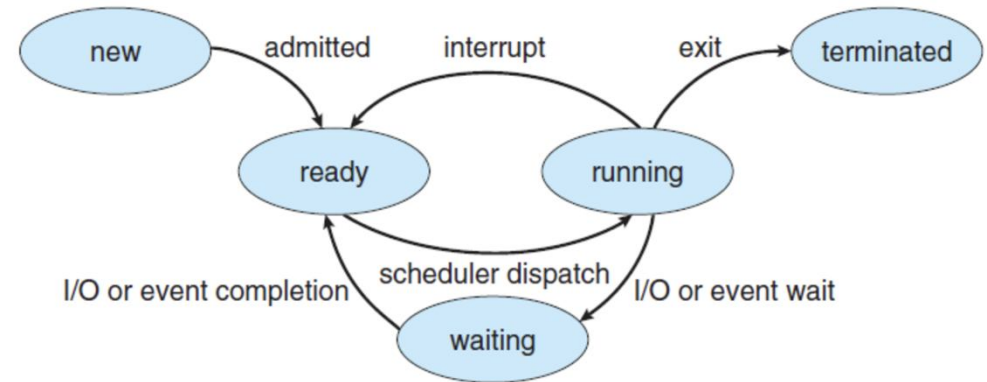 new
admitted
interrupt
exit
terminated
ready
running
scheduler dispatch
I/O or event completion
I/O or event wait
waiting